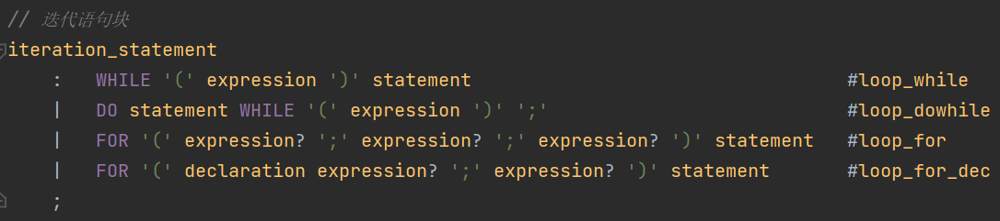 // 迭代语句块
iteration_statement
    :   WHILE '(' expression ')' statement                                  #loop_while
    |   DO statement WHILE '(' expression ')' ';'                           #loop_dowhile
    |   FOR '(' expression? ';' expression? ';' expression? ')' statement   #loop_for
    |   FOR '(' declaration expression? ';' expression? ')' statement       #loop_for_dec
    ;